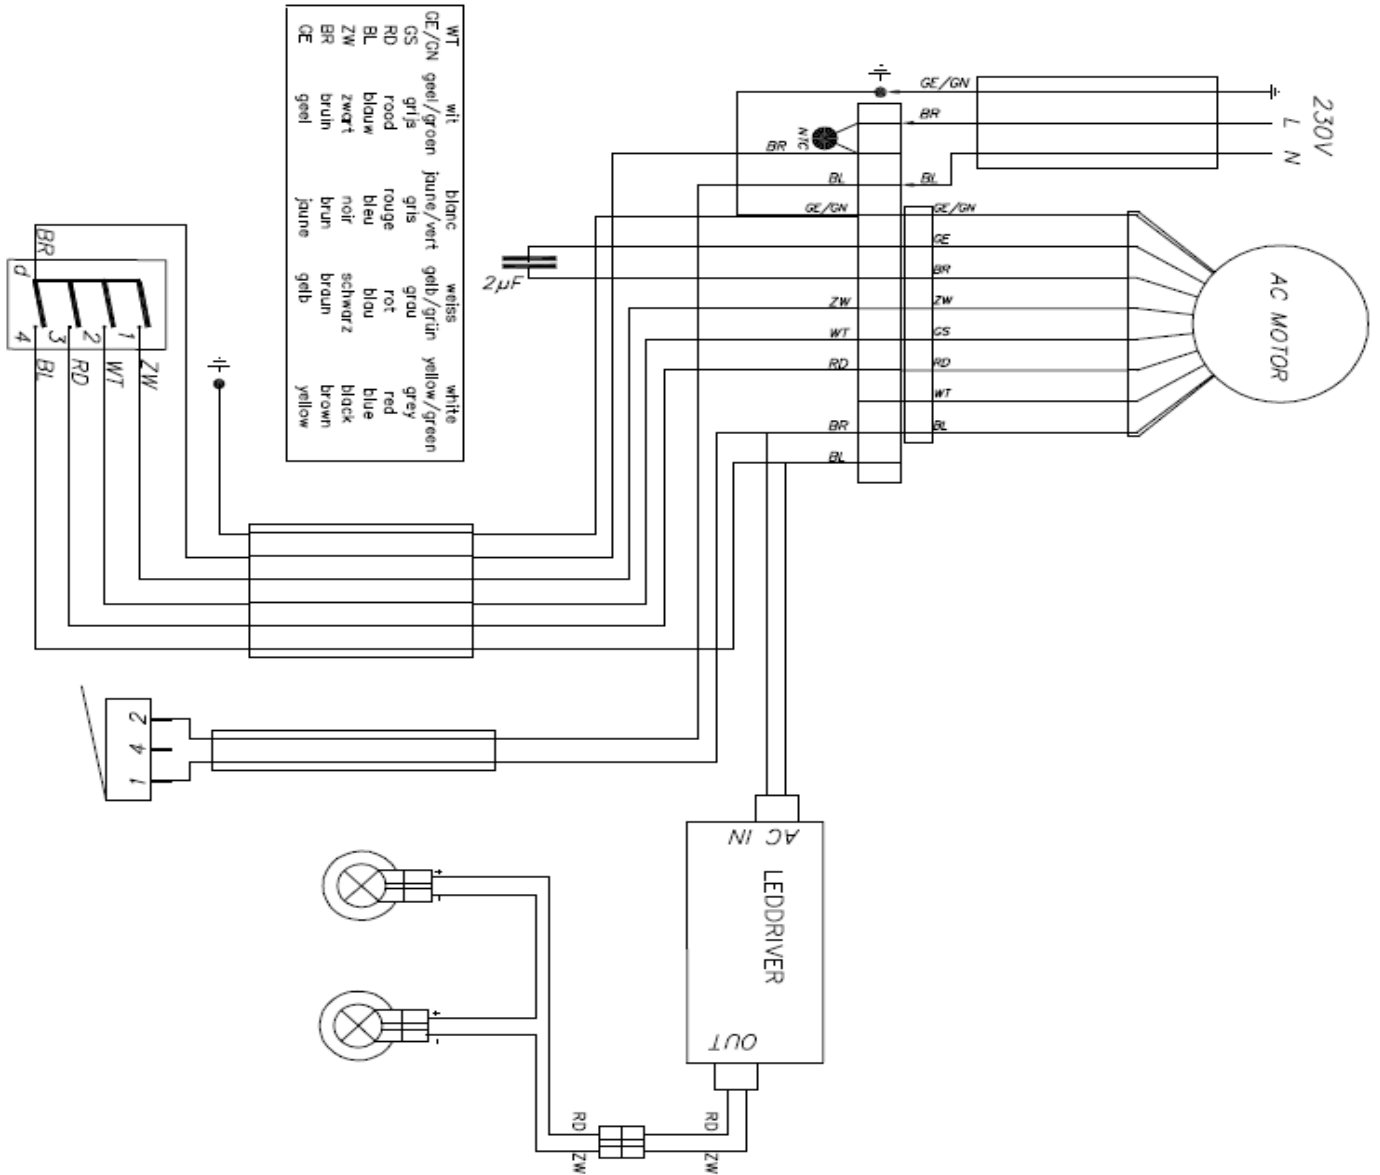 WT wit blanc weiss white
GE/GN geel/groen jaune/vert gelb/grün yellow/green
GS grijs gris grau grey
RD rood rouge rot red
BL blauw bleu blau blue
ZW zwart noir schwarz black
BR bruin brun braun brown
GE geel jaune gelb yellow
230V
L
N
GE/GN
BR
BL
NTC
BR
BL
GE/GN
ZW
WT
RD
BR
BL
GE/GN
GE
BR
ZW
GS
RD
WT
BL
AC MOTOR
2µF
BR
d
1
2
3
4
ZW
WT
RD
BL
2
4
1
AC IN
LEDDRIVER
OUT
+
-
+
-
RD
ZW
RD
ZW